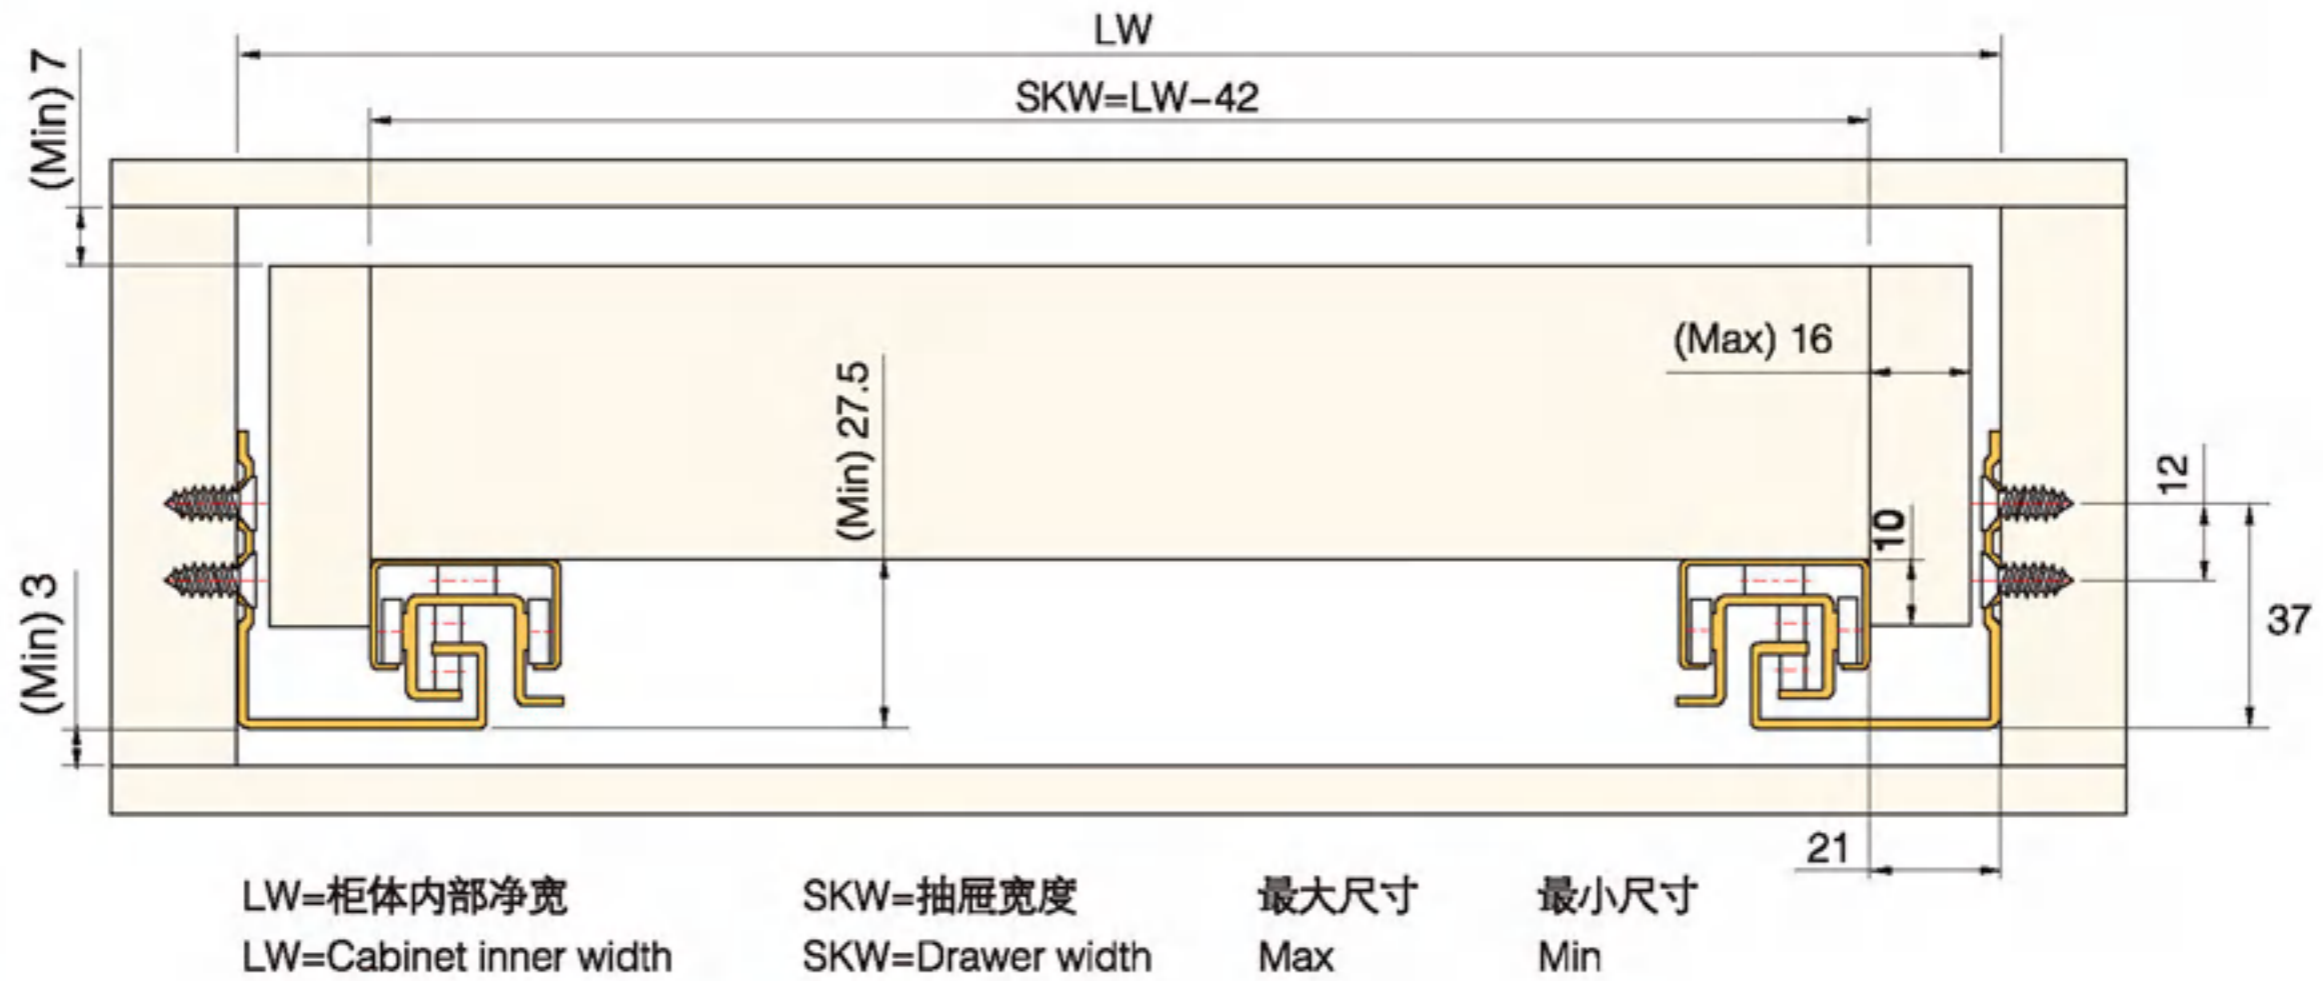 LW
SKW=LW−42
(Min) 7
(Max) 16
(Min) 27.5
12
10
(Min) 3
37
21
LW=柜体内部净宽 SKW=抽屉宽度 最大尺寸 最小尺寸
LW=Cabinet inner width SKW=Drawer width Max Min